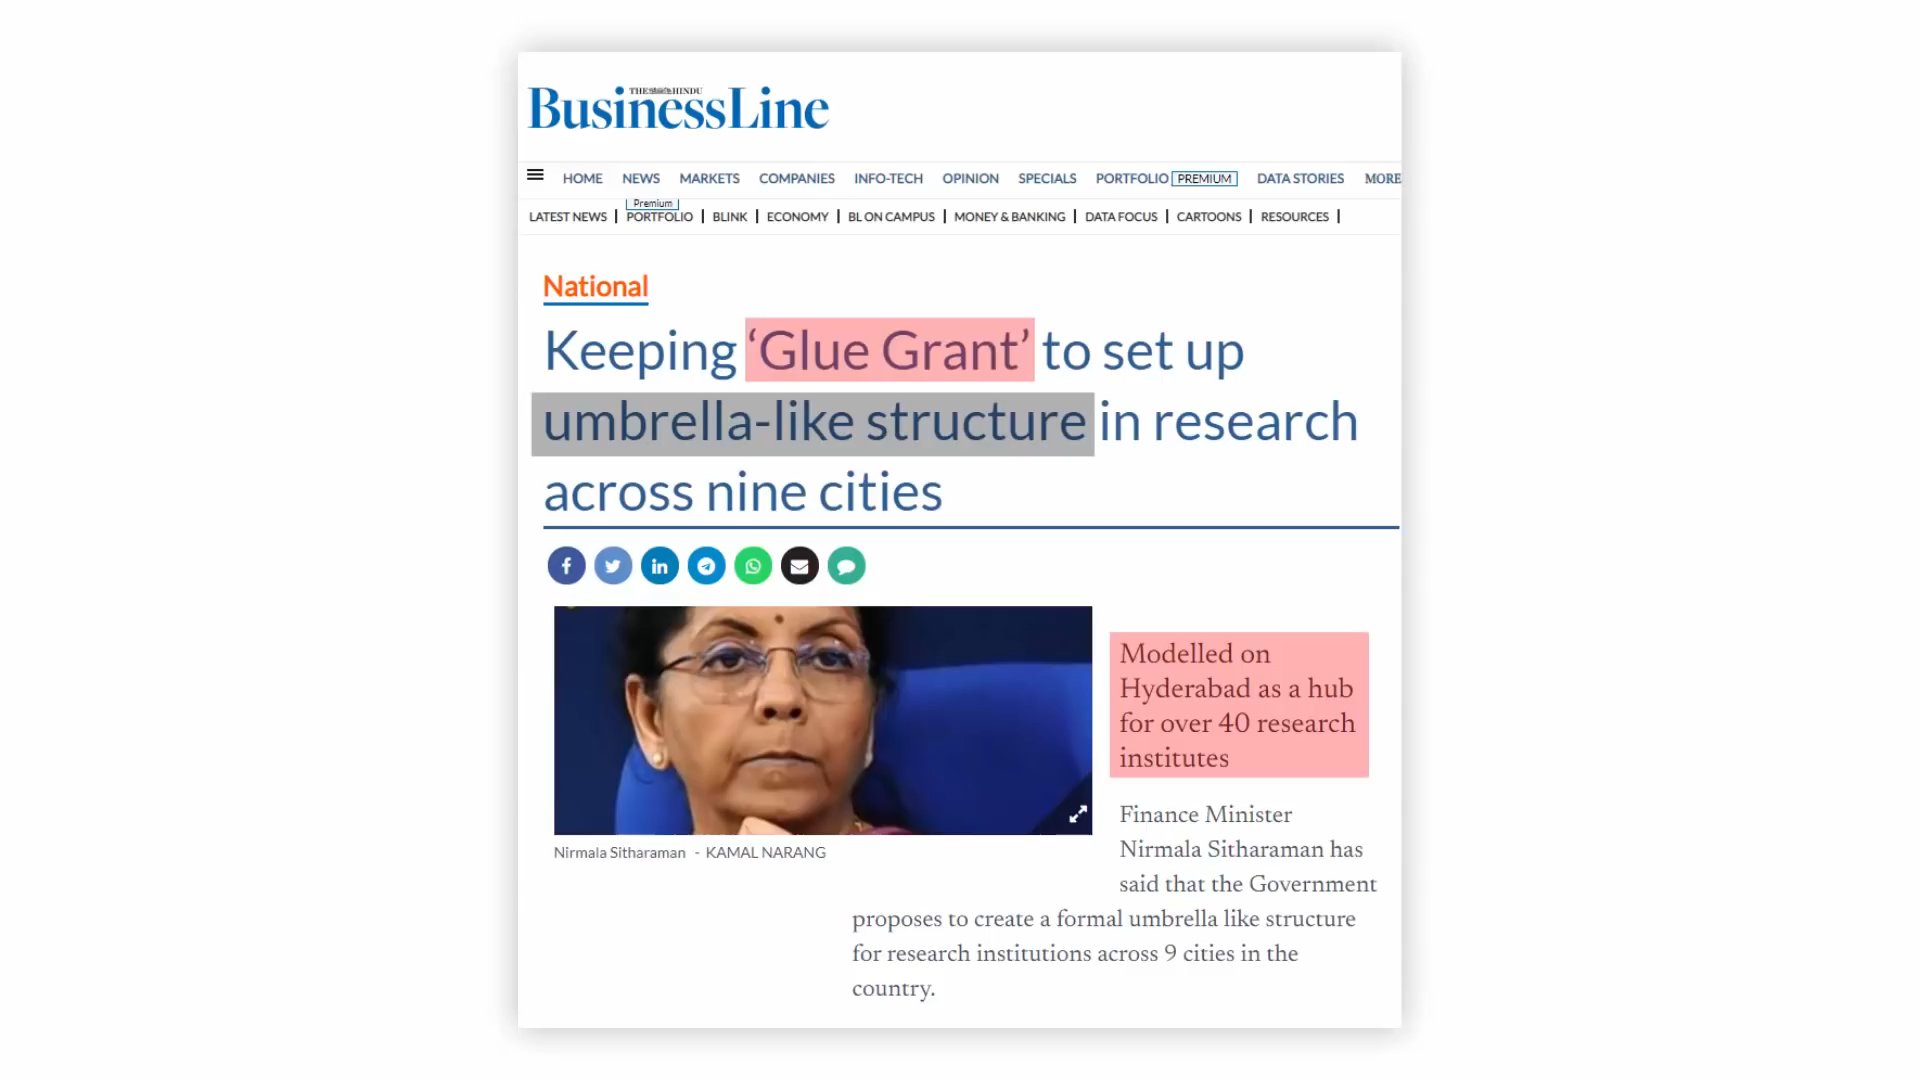 THE HINDU
BusinessLine
HOME NEWS MARKETS COMPANIES INFO-TECH OPINION SPECIALS PORTFOLIO PREMIUM DATA STORIES MORE
Premium
LATEST NEWS | PORTFOLIO | BLINK | ECONOMY | BL ON CAMPUS | MONEY & BANKING | DATA FOCUS | CARTOONS | RESOURCES |
National
Keeping ‘Glue Grant’ to set up
umbrella-like structure in research
across nine cities
Modelled on
Hyderabad as a hub
for over 40 research
institutes
Nirmala Sitharaman - KAMAL NARANG
Finance Minister
Nirmala Sitharaman has
said that the Government
proposes to create a formal umbrella like structure
for research institutions across 9 cities in the
country.